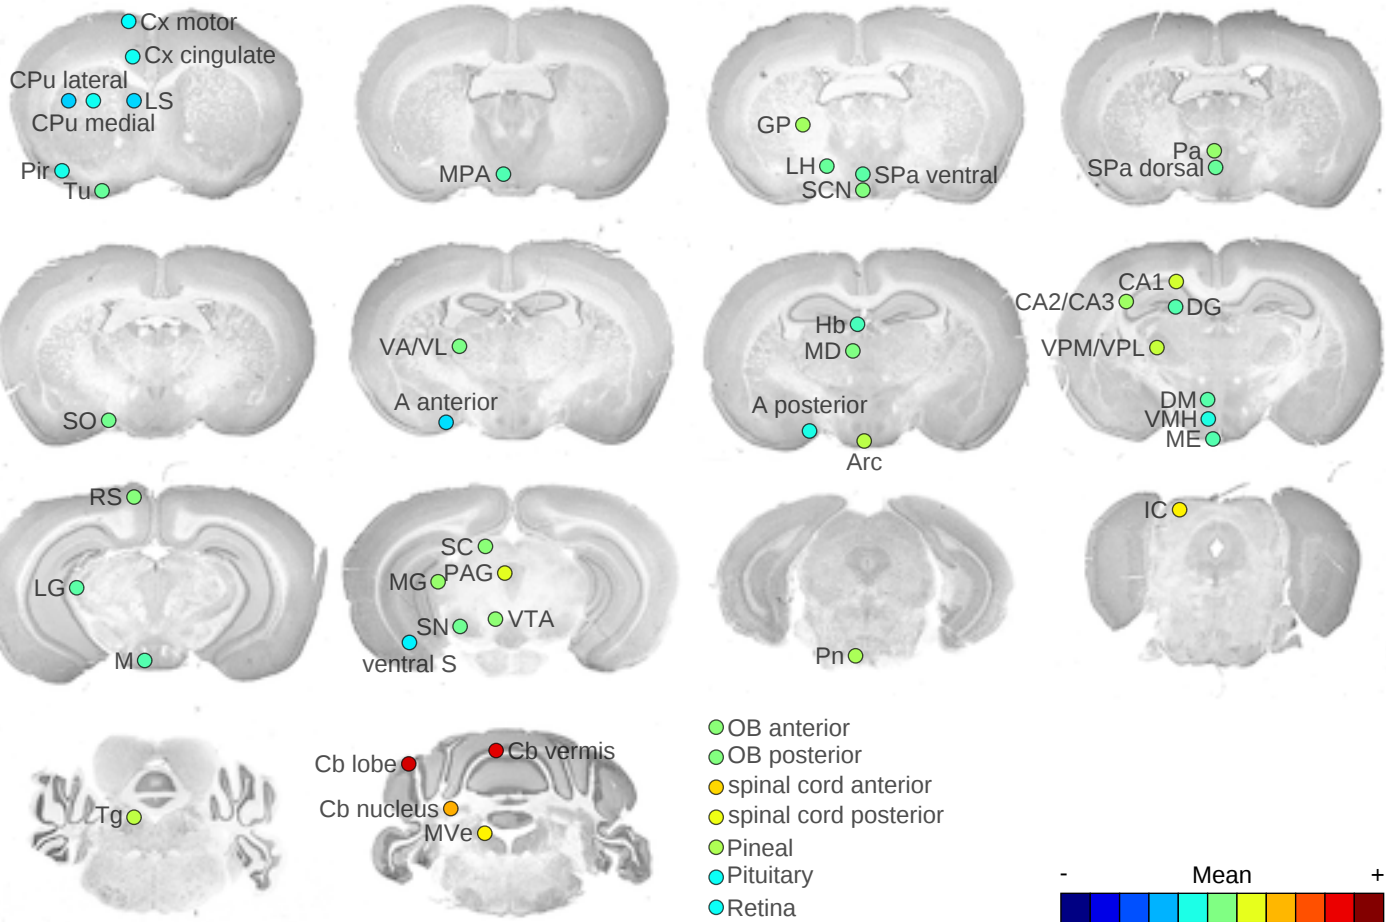 Cx motor
Cx cingulate
CPu lateral
LS
CPu medial
Pir
Tu
MPA
GP
LH
SPa ventral
SCN
Pa
SPa dorsal
SO
VA/VL
A anterior
Hb
MD
A posterior
Arc
CA1
CA2/CA3
DG
VPM/VPL
DM
VMH
ME
RS
LG
M
SC
PAG
MG
VTA
SN
ventral S
Pn
IC
Tg
Cb lobe
Cb vermis
Cb nucleus
MVe
OB anterior
OB posterior
spinal cord anterior
spinal cord posterior
Pineal
Pituitary
Retina
- Mean +